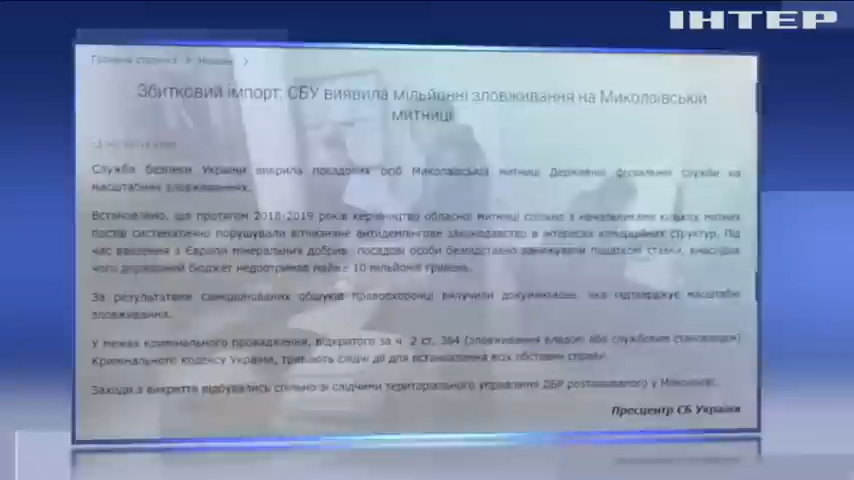 ІНТЕР
Головна сторінка > Новини >
Збитковий імпорт: СБУ виявила мільйонні зловживання на Миколаївській
митниці
Служба безпеки України викрила посадових осіб Миколаївської митниці Державної фіскальної служби на
масштабних зловживаннях.
Встановлено, що протягом 2018-2019 років керівництво обласної митниці спільно з начальниками кількох митних
постів систематично порушували вітчизняне антидемпінгове законодавство в інтересах комерційних структур. Під
час ввезення з Європи мінеральних добрив, посадові особи безпідставно занижували податкові ставки, внаслідок
чого державний бюджет недоотримав майже 10 мільйонів гривень.
За результатами санкціонованих обшуків правоохоронці вилучили документацію, яка підтверджує масштабні
зловживання.
У межах кримінального провадження, відкритого за ч. 2 ст. 364 (зловживання владою або службовим становищем)
Кримінального кодексу України, тривають слідчі дії для встановлення всіх обставин справи.
Заходи з викриття відбувались спільно зі слідчими територіального управління ДБР розташованого у Миколаєві.
Пресцентр СБ України